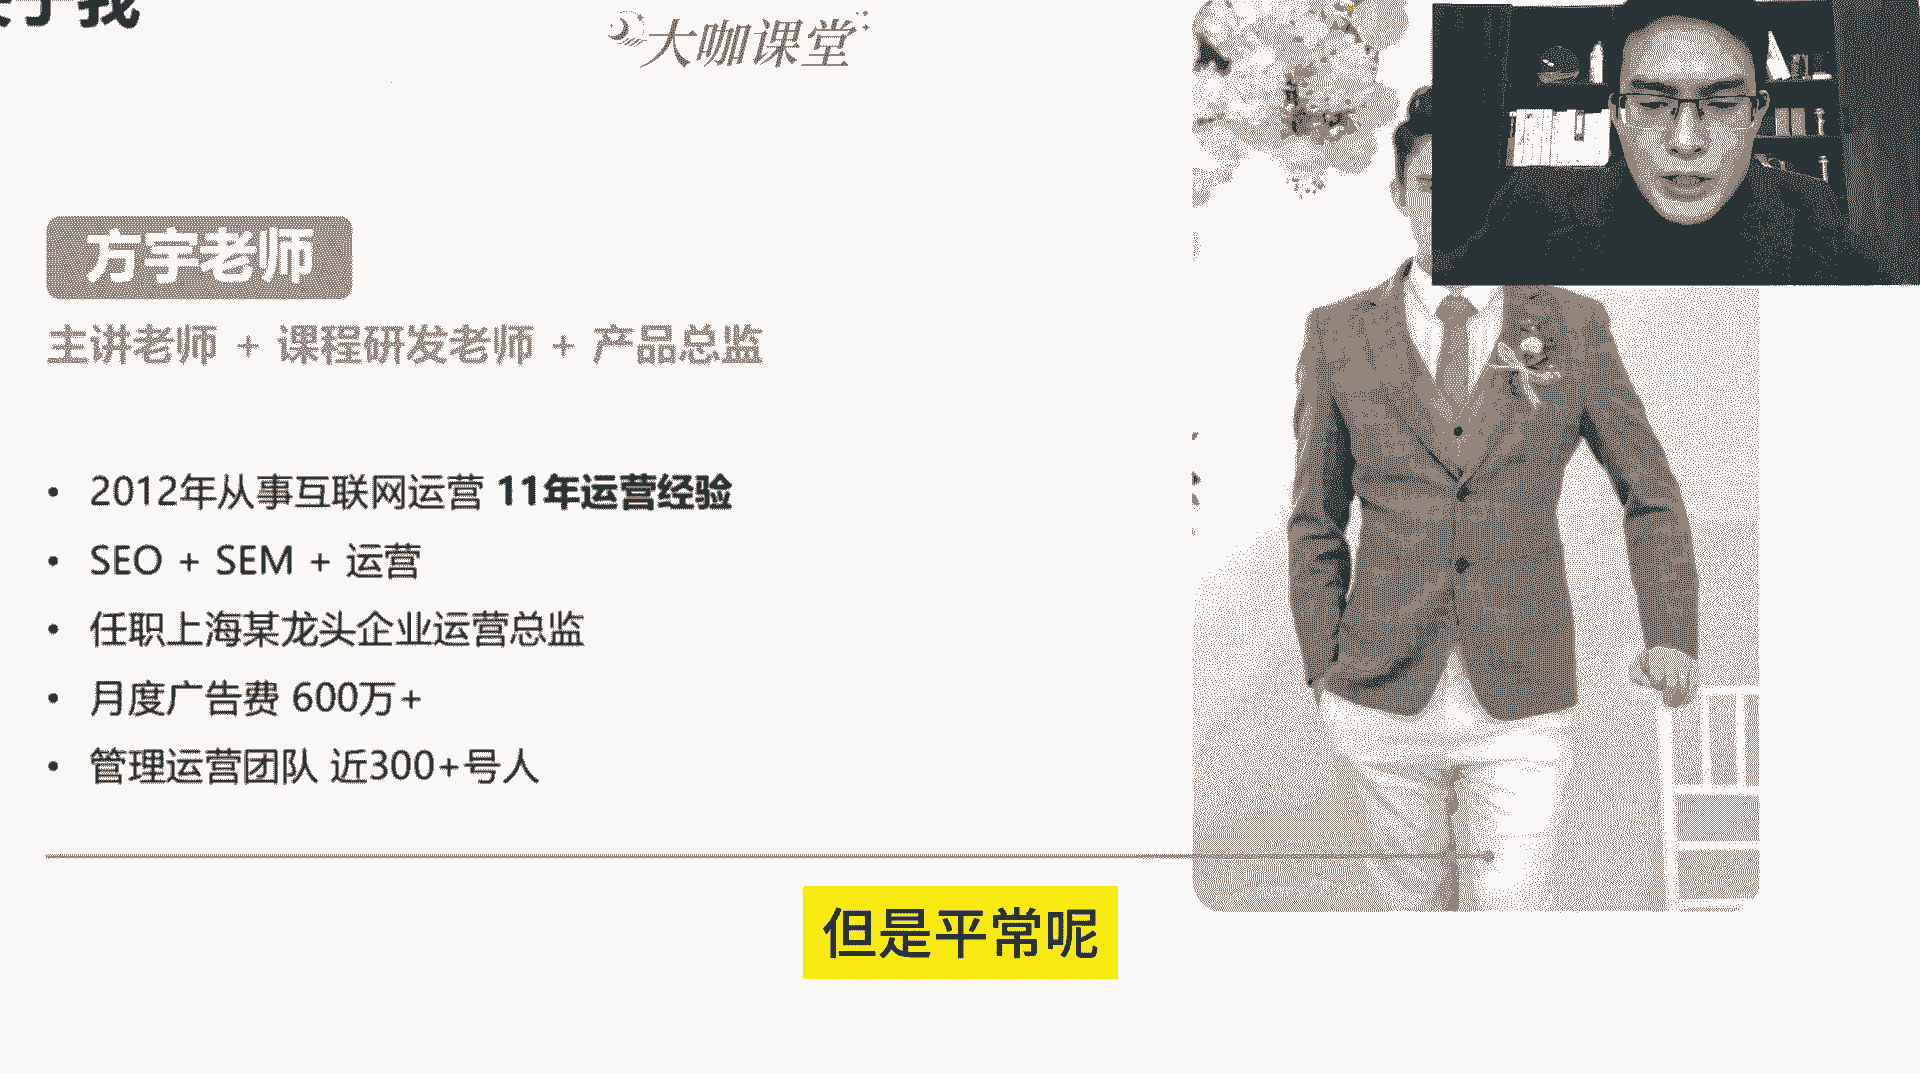 于我
大咖课堂
方宇老师
主讲老师 + 课程研发老师 + 产品总监
• 2012年从事互联网运营 11年运营经验
• SEO + SEM + 运营
• 任职上海某龙头企业运营总监
• 月度广告费 600万+
• 管理运营团队 近300+号人
但是平常呢